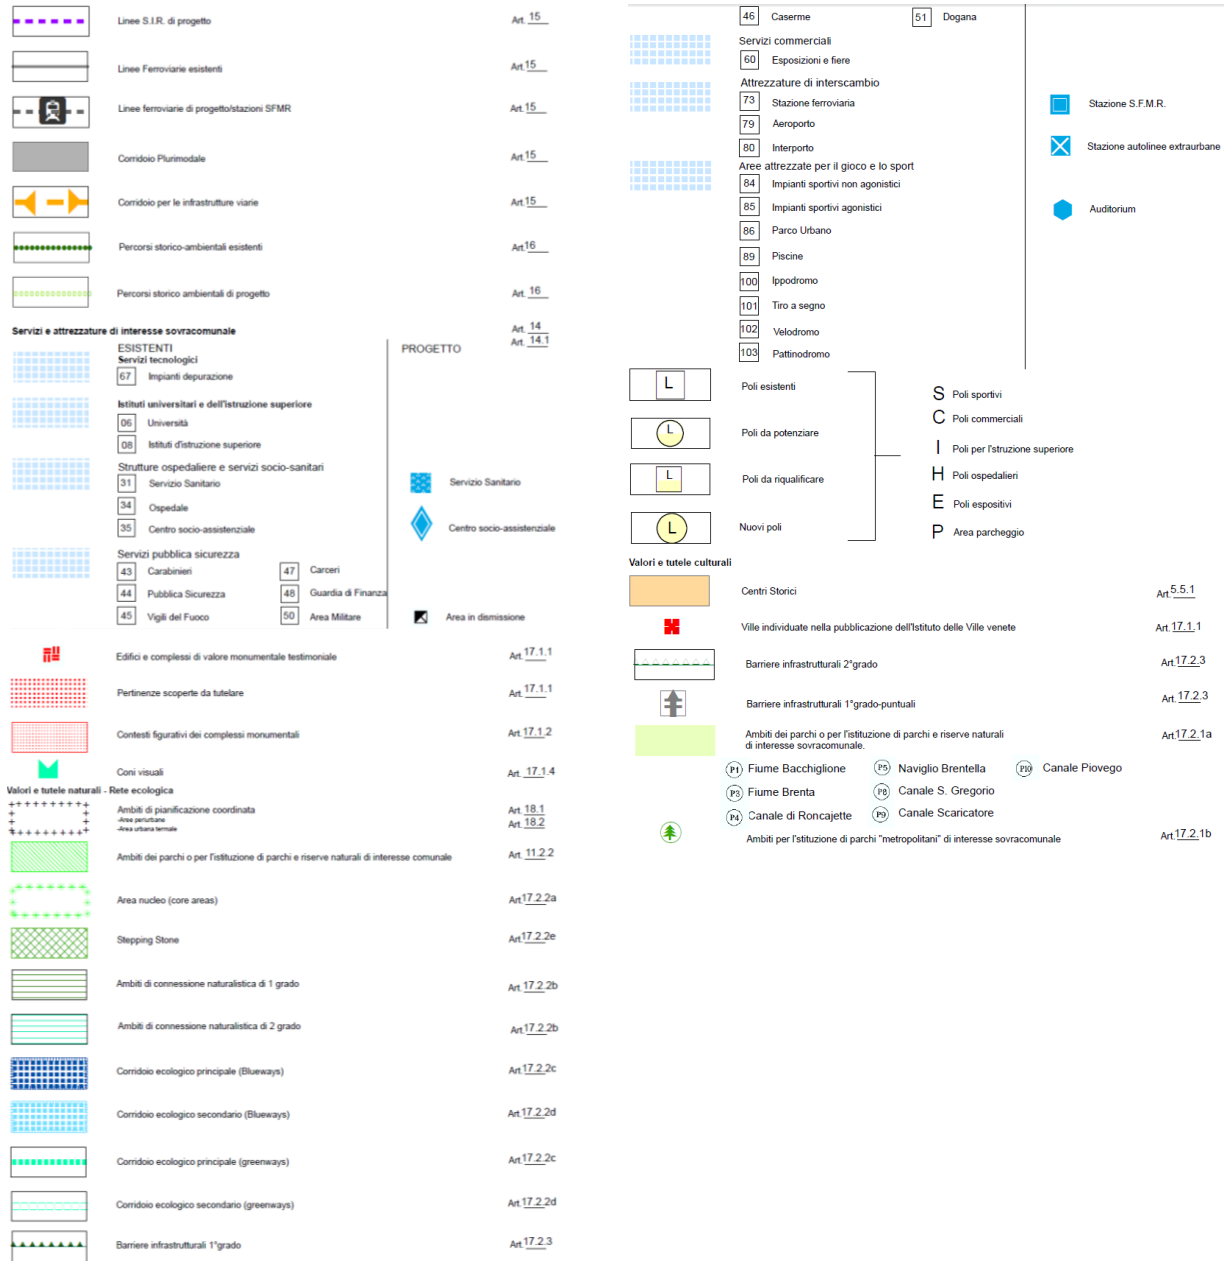 Linee S.I.R. di progetto Art. 15
Linee Ferroviarie esistenti Art. 15
Linee ferroviarie di progetto/stazioni SFMR Art. 15
Corridoio Plurimodale Art. 15
Corridoio per le infrastrutture viarie Art. 15
Percorsi storico-ambientali esistenti Art. 16
Percorsi storico ambientali di progetto Art. 16
Servizi e attrezzature di interesse sovracomunale Art. 14
Art. 14.1
ESISTENTI PROGETTO
Servizi tecnologici
67 Impianti depurazione
Istituti universitari e dell'istruzione superiore
06 Università
08 Istituti d'istruzione superiore
Strutture ospedaliere e servizi socio-sanitari
31 Servizio Sanitario Servizio Sanitario
34 Ospedale
35 Centro socio-assistenziale Centro socio-assistenziale
Servizi pubblica sicurezza
43 Carabinieri 47 Carceri
44 Pubblica Sicurezza 48 Guardia di Finanza
45 Vigili del Fuoco 50 Area Militare Area in dismissione
Edifici e complessi di valore monumentale testimoniale Art. 17.1.1
Pertinenze scoperte da tutelare Art. 17.1.1
Contesti figurativi dei complessi monumentali Art. 17.1.2
Coni visuali Art. 17.1.4
Valori e tutele naturali - Rete ecologica
Ambiti di pianificazione coordinata Art. 18.1
-Aree periurbane Art. 18.2
-Area urbana termale
Ambiti dei parchi o per l'istituzione di parchi e riserve naturali di interesse comunale Art. 11.2.2
Area nucleo (core areas) Art. 17.2.2a
Stepping Stone Art. 17.2.2e
Ambiti di connessione naturalistica di 1 grado Art. 17.2.2b
Ambiti di connessione naturalistica di 2 grado Art. 17.2.2b
Corridoio ecologico principale (Blueways) Art. 17.2.2c
Corridoio ecologico secondario (Blueways) Art. 17.2.2d
Corridoio ecologico principale (greenways) Art. 17.2.2c
Corridoio ecologico secondario (greenways) Art. 17.2.2d
Barriere infrastrutturali 1°grado Art. 17.2.3
46 Caserme 51 Dogana
Servizi commerciali
60 Esposizioni e fiere
Attrezzature di interscambio
73 Stazione ferroviaria Stazione S.F.M.R.
79 Aeroporto
80 Interporto Stazione autolinee extraurbane
Aree attrezzate per il gioco e lo sport
84 Impianti sportivi non agonistici
85 Impianti sportivi agonistici Auditorium
86 Parco Urbano
89 Piscine
100 Ippodromo
101 Tiro a segno
102 Velodromo
103 Pattinodromo
L Poli esistenti
L Poli da potenziare
L Poli da riqualificare
L Nuovi poli
S Poli sportivi
C Poli commerciali
I Poli per l'struzione superiore
H Poli ospedalieri
E Poli espositivi
P Area parcheggio
Valori e tutele culturali
Centri Storici Art. 5.5.1
Ville individuate nella pubblicazione dell'Istituto delle Ville venete Art. 17.1.1
Barriere infrastrutturali 2°grado Art. 17.2.3
Barriere infrastrutturali 1°grado-puntuali Art. 17.2.3
Ambiti dei parchi o per l'istituzione di parchi e riserve naturali Art. 17.2.1a
di interesse sovracomunale.
P1 Fiume Bacchiglione P5 Naviglio Brentella P10 Canale Piovego
P3 Fiume Brenta P8 Canale S. Gregorio
P4 Canale di Roncajette P9 Canale Scaricatore
Ambiti per l'stituzione di parchi "metropolitani" di interesse sovracomunale Art. 17.2.1b